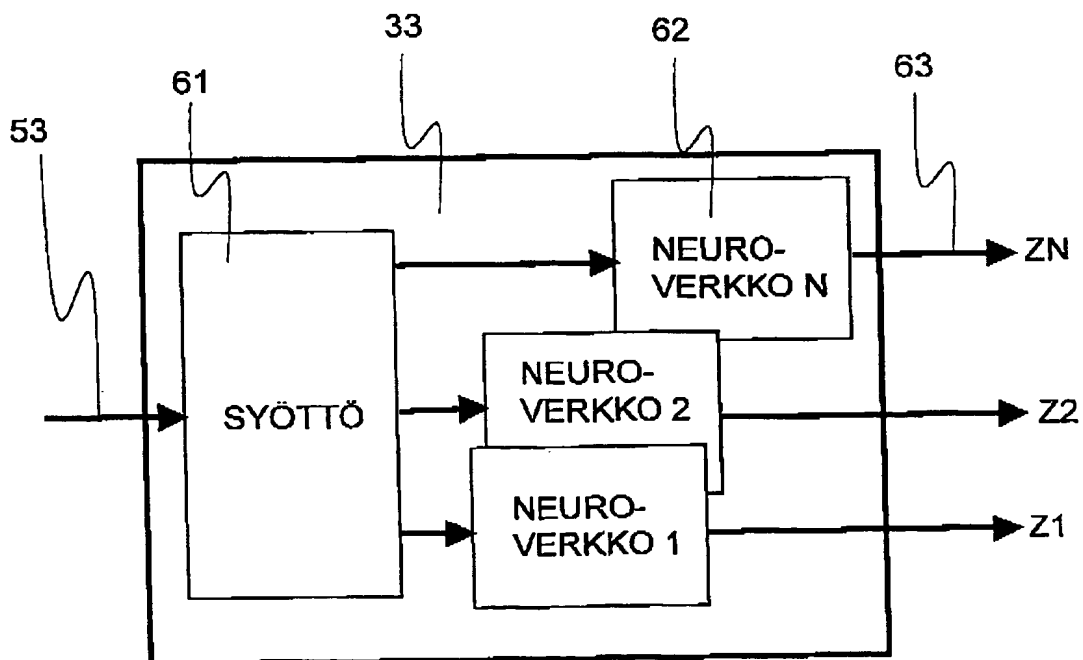 33
62
61
63
53
NEURO-
VERKKO N
ZN
NEURO-
VERKKO 2
Z2
SYÖTTÖ
NEURO-
VERKKO 1
Z1